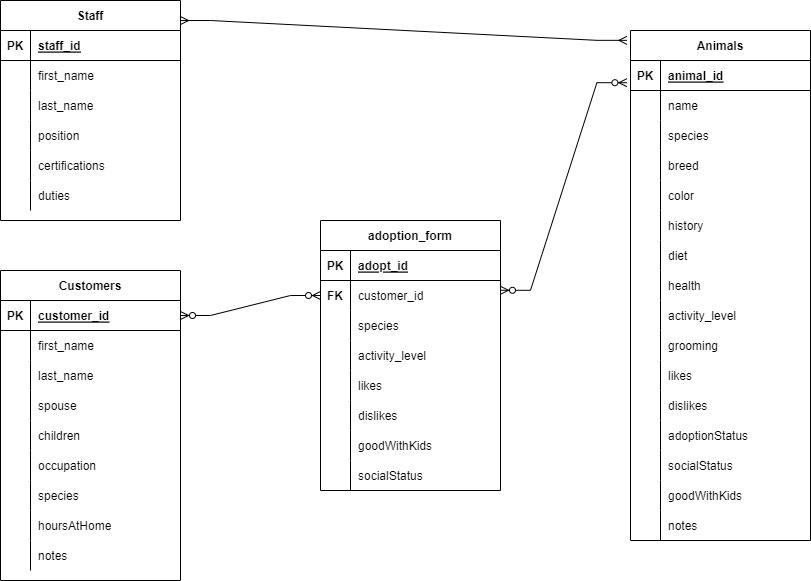 Staff
PK staff_id
first_name
last_name
position
certifications
duties
Customers
PK customer_id
first_name
last_name
spouse
children
occupation
species
hoursAtHome
notes
adoption_form
PK adopt_id
FK customer_id
species
activity_level
likes
dislikes
goodWithKids
socialStatus
Animals
PK animal_id
name
species
breed
color
history
diet
health
activity_level
grooming
likes
dislikes
adoptionStatus
socialStatus
goodWithKids
notes